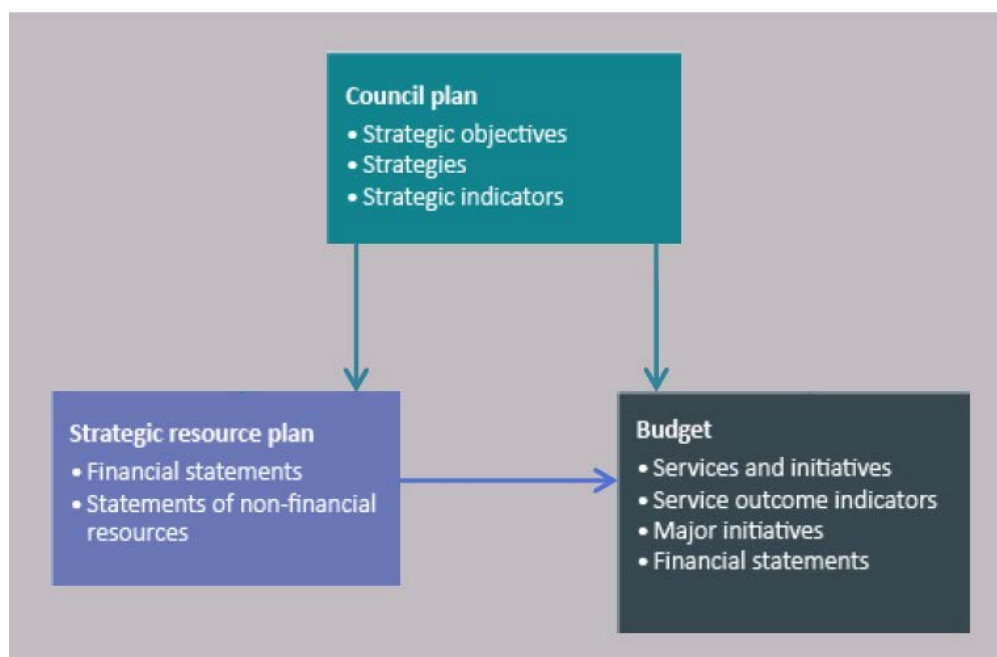 Council plan
• Strategic objectives
• Strategies
• Strategic indicators
Strategic resource plan
• Financial statements
• Statements of non-financial
resources
Budget
• Services and initiatives
• Service outcome indicators
• Major initiatives
• Financial statements